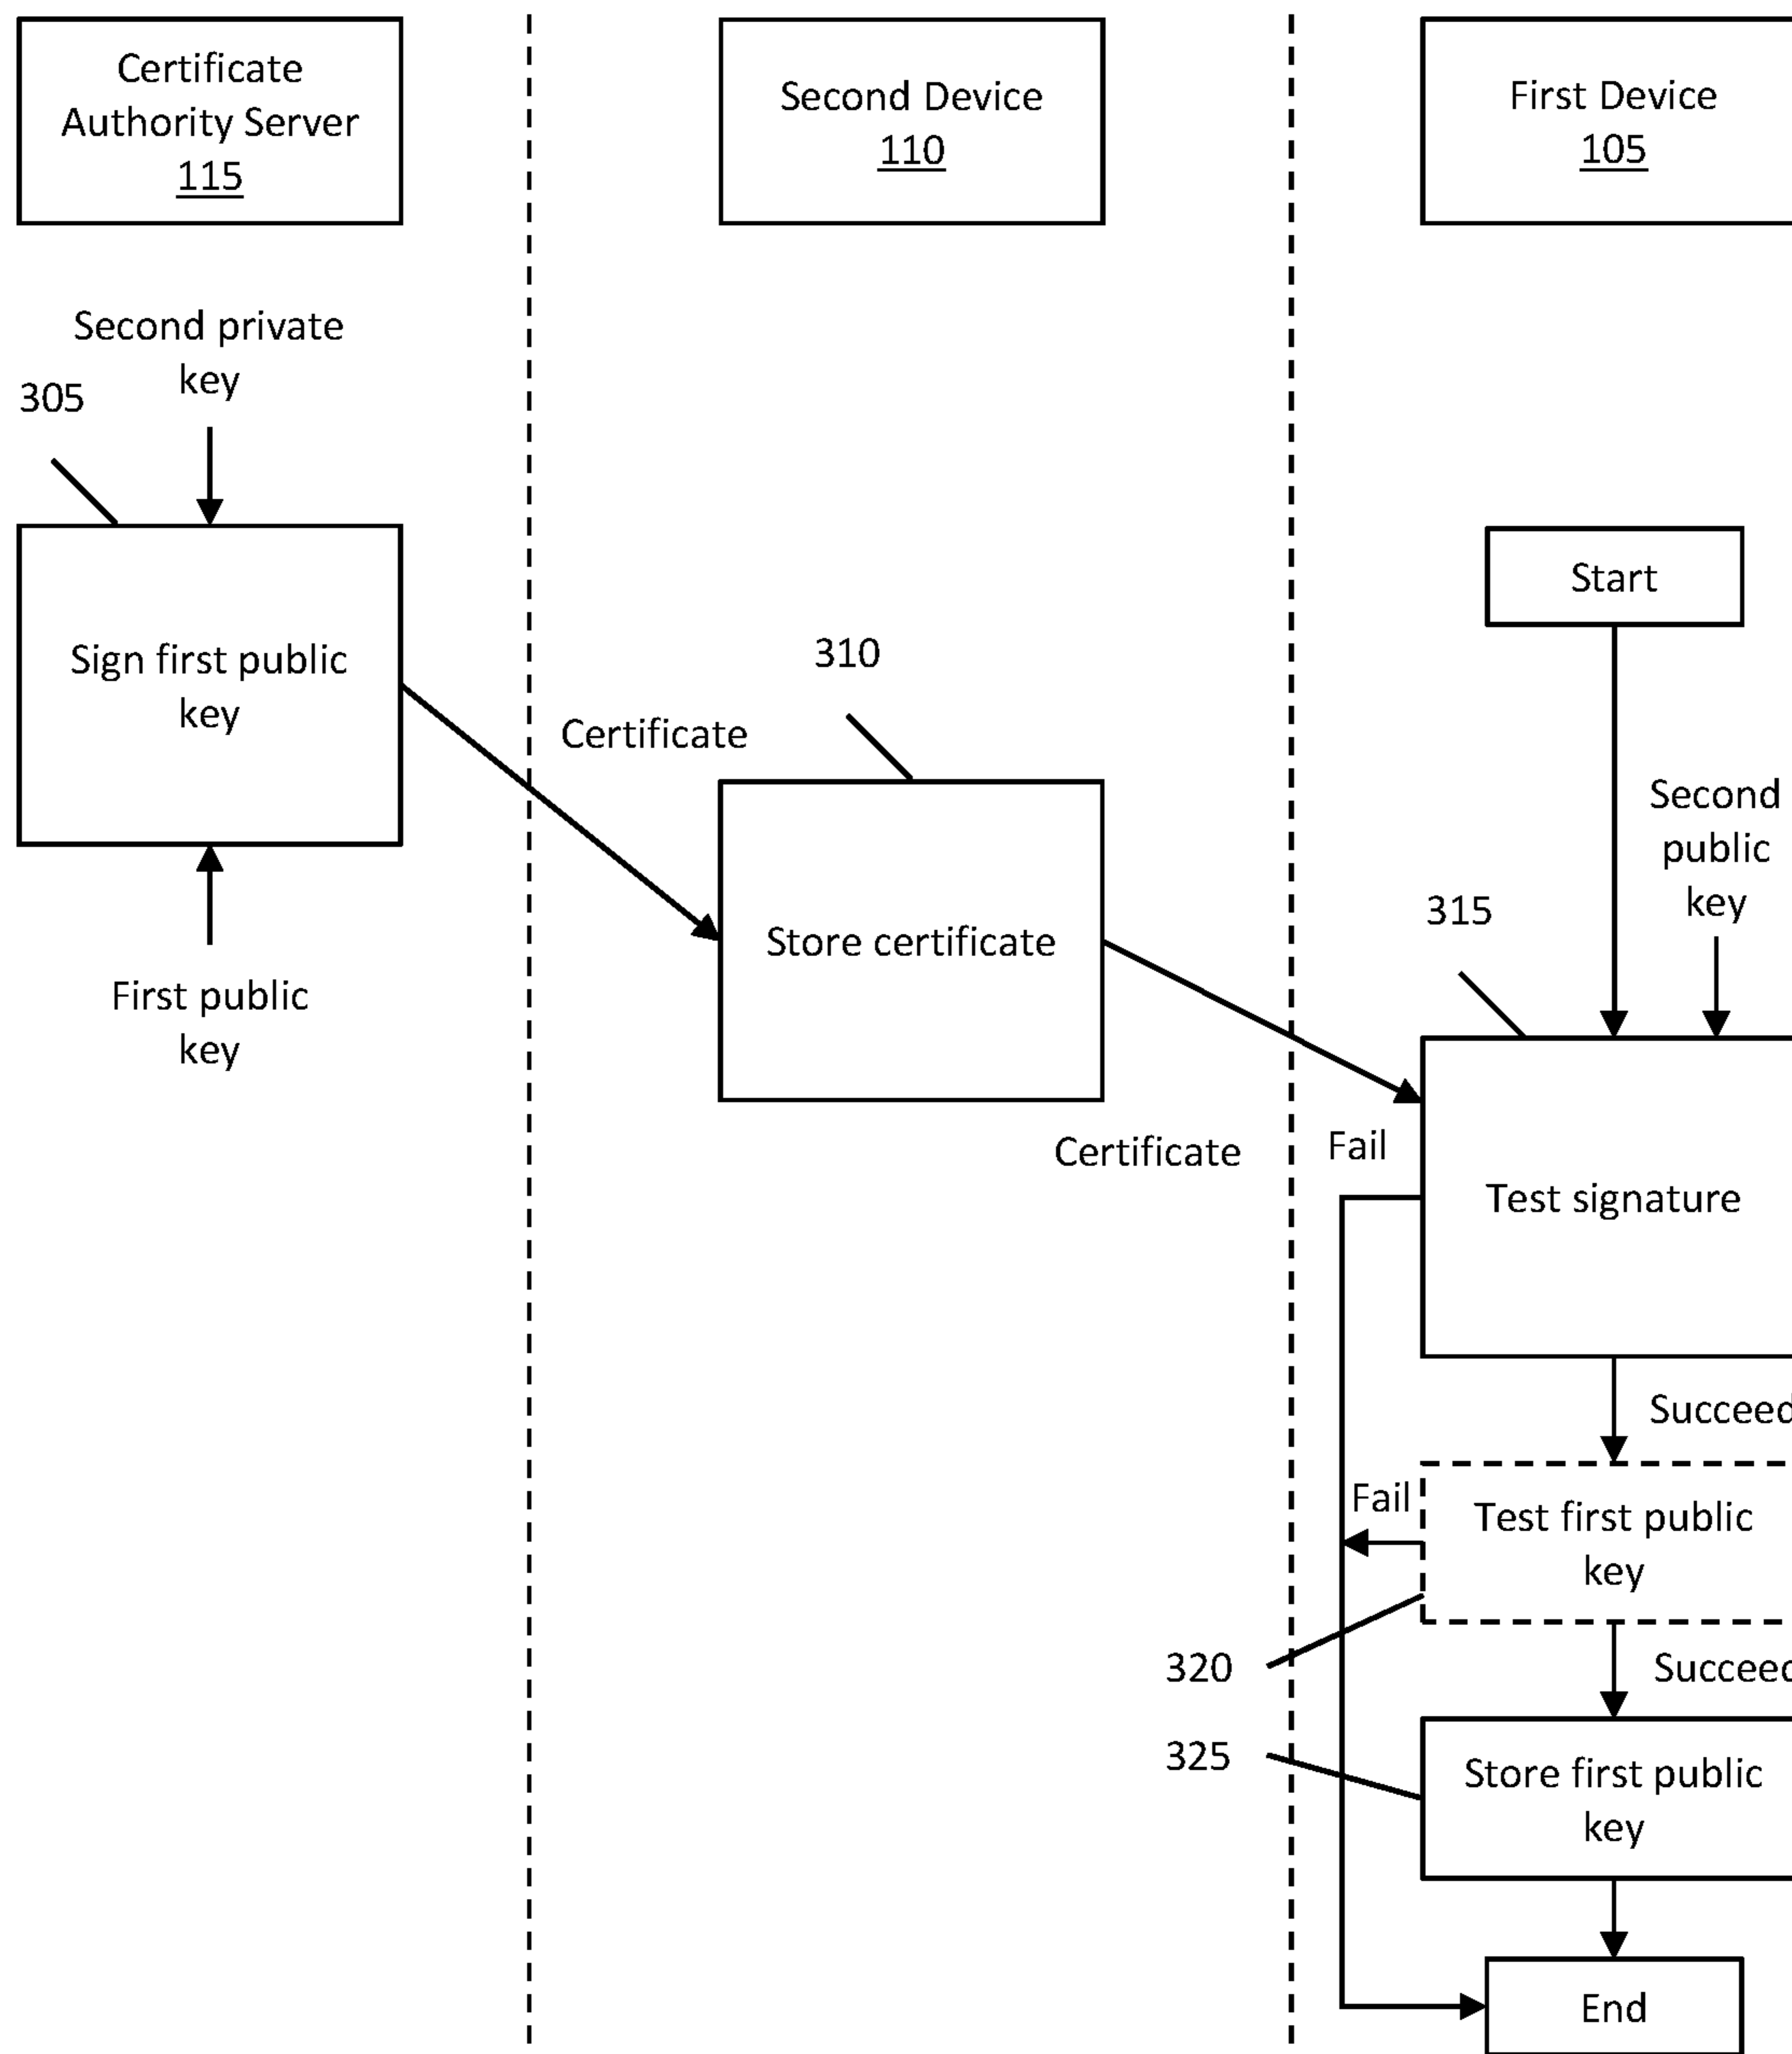 Certificate
Authority Server
115
Second Device
110
First Device
105
Second private
key
305
Sign first public
key
First public
key
Certificate
310
Store certificate
Certificate
Start
Second
public
key
315
Fail
Test signature
Succeed
Fail
Test first public
key
320
Succeed
325
Store first public
key
End